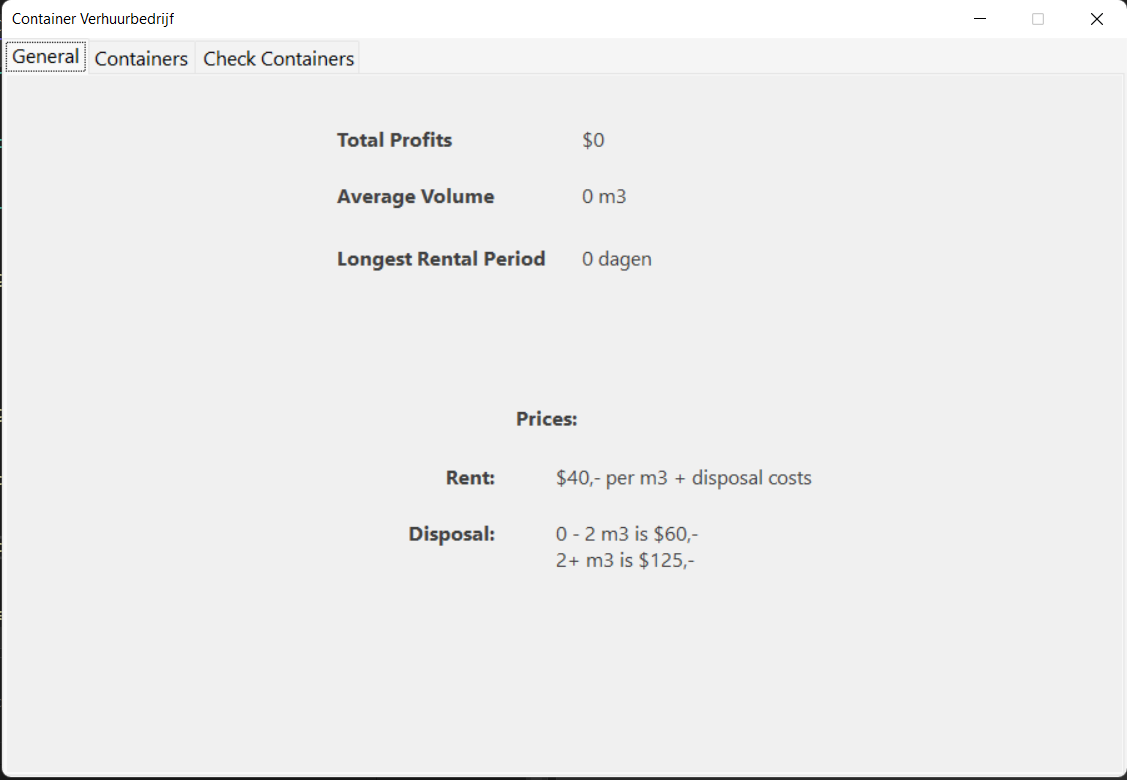 Container Verhuurbedrijf
General Containers Check Containers
Total Profits $0
Average Volume 0 m3
Longest Rental Period 0 dagen
Prices:
Rent: $40,- per m3 + disposal costs
Disposal: 0 - 2 m3 is $60,-
2+ m3 is $125,-